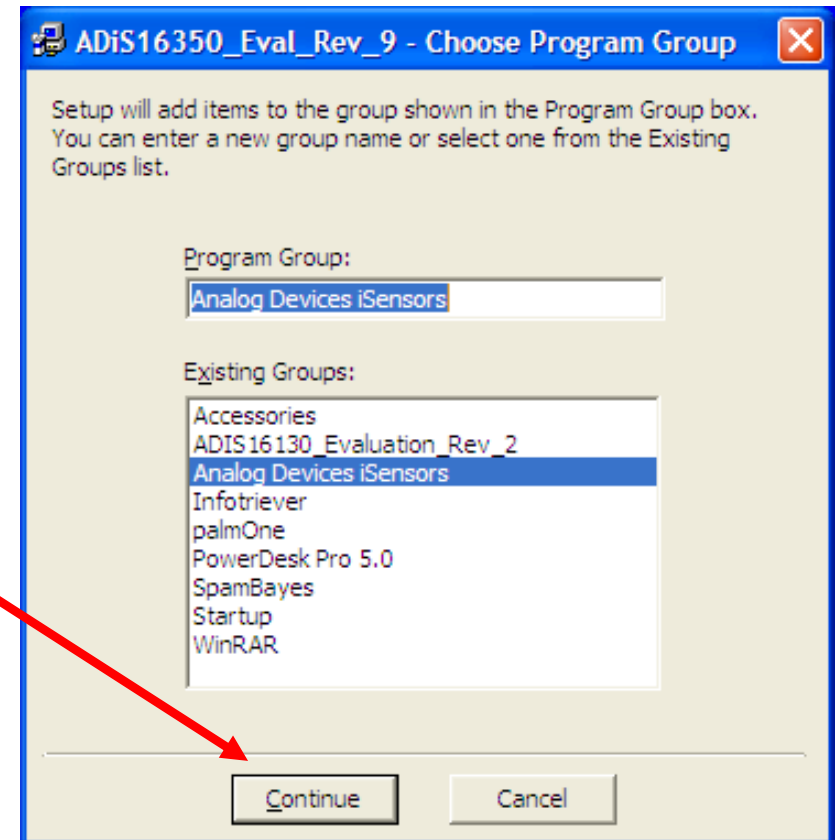 ADiS16350_Eval_Rev_9 - Choose Program Group
Setup will add items to the group shown in the Program Group box.
You can enter a new group name or select one from the Existing
Groups list.
Program Group:
Analog Devices iSensors
Existing Groups:
Accessories
ADIS16130_Evaluation_Rev_2
Analog Devices iSensors
Infotriever
palmOne
PowerDesk Pro 5.0
SpamBayes
Startup
WinRAR
Continue
Cancel